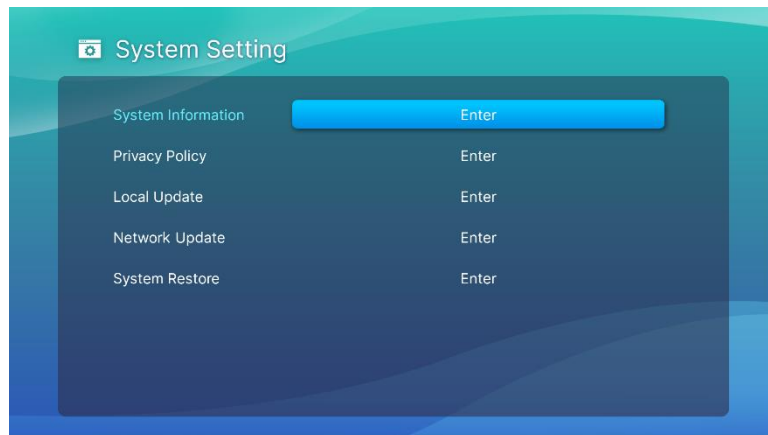 System Setting
System Information Enter
Privacy Policy Enter
Local Update Enter
Network Update Enter
System Restore Enter